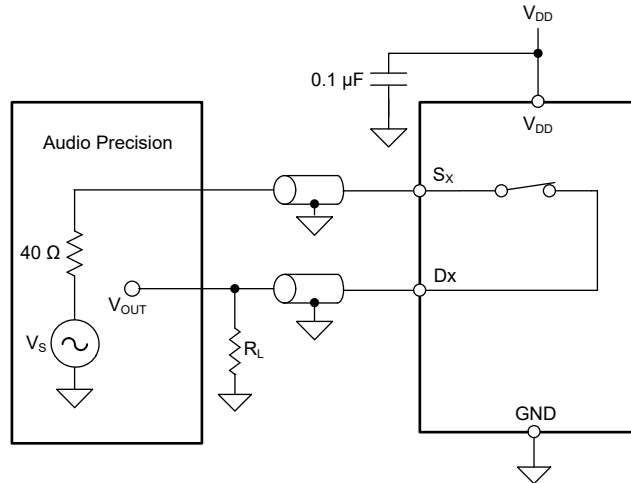 V_DD
0.1 µF
V_DD
Audio Precision
S_X
40 Ω
Dx
V_OUT
V_S
R_L
GND